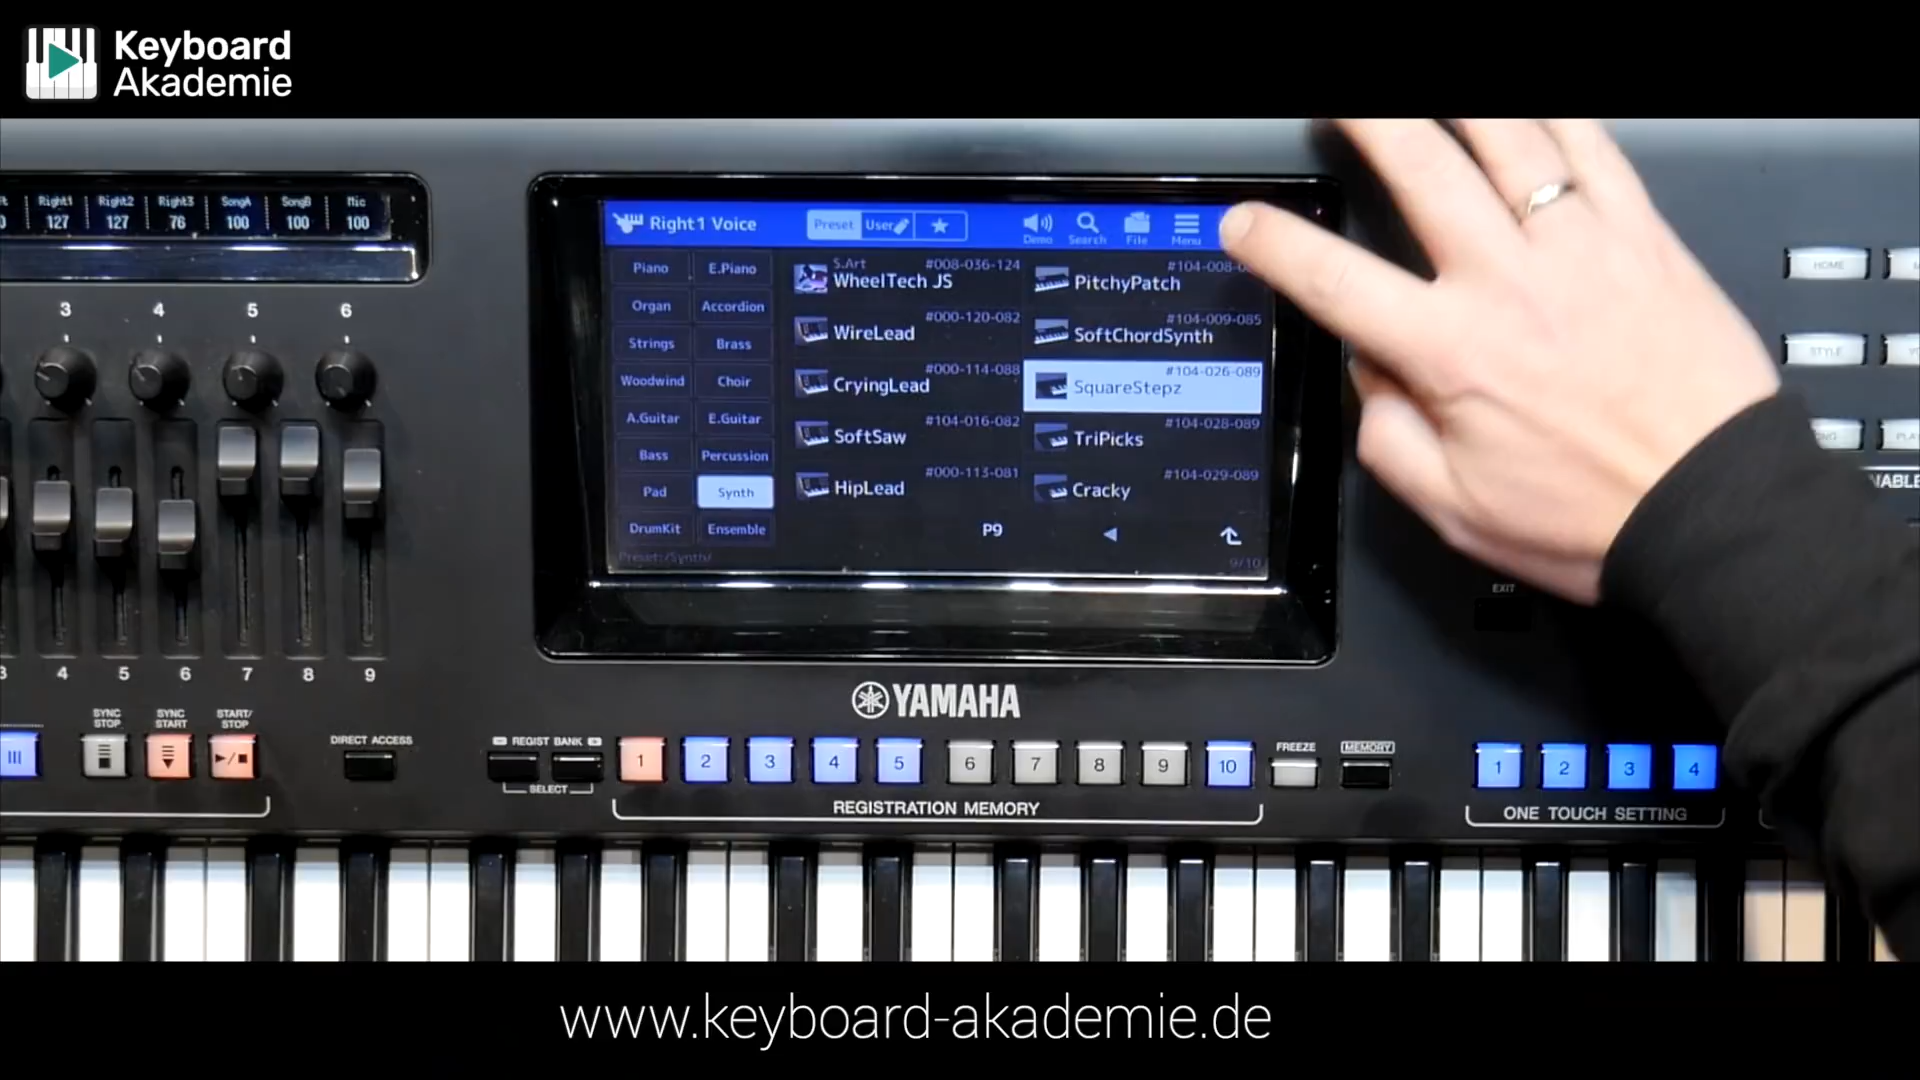 Keyboard
Akademie
Right1 Right2 Right3 SongA SongB Mic
127 127 76 100 100 100
3 4 5 6
Right1 Voice
Preset User
Demo Search File Menu
Piano E.Piano
Organ Accordion
Strings Brass
Woodwind Choir
A.Guitar E.Guitar
Bass Percussion
Pad Synth
DrumKit Ensemble
Preset:/Synth/
S.Art #008-036-124
WheelTech JS
#000-120-082
WireLead
#000-114-088
CryingLead
#104-016-082
SoftSaw
#000-113-081
HipLead
PitchyPatch
#104-009-085
SoftChordSynth
#104-026-089
SquareStepz
#104-028-089
TriPicks
#104-029-089
Cracky
P9
9/10
HOME
STYLE
EXIT
3 4 5 6 7 8 9
YAMAHA
SYNC STOP
SYNC START
START/STOP
DIRECT ACCESS
REGIST BANK
SELECT
1 2 3 4 5 6 7 8 9 10
FREEZE
MEMORY
REGISTRATION MEMORY
1 2 3 4
ONE TOUCH SETTING
www.keyboard-akademie.de